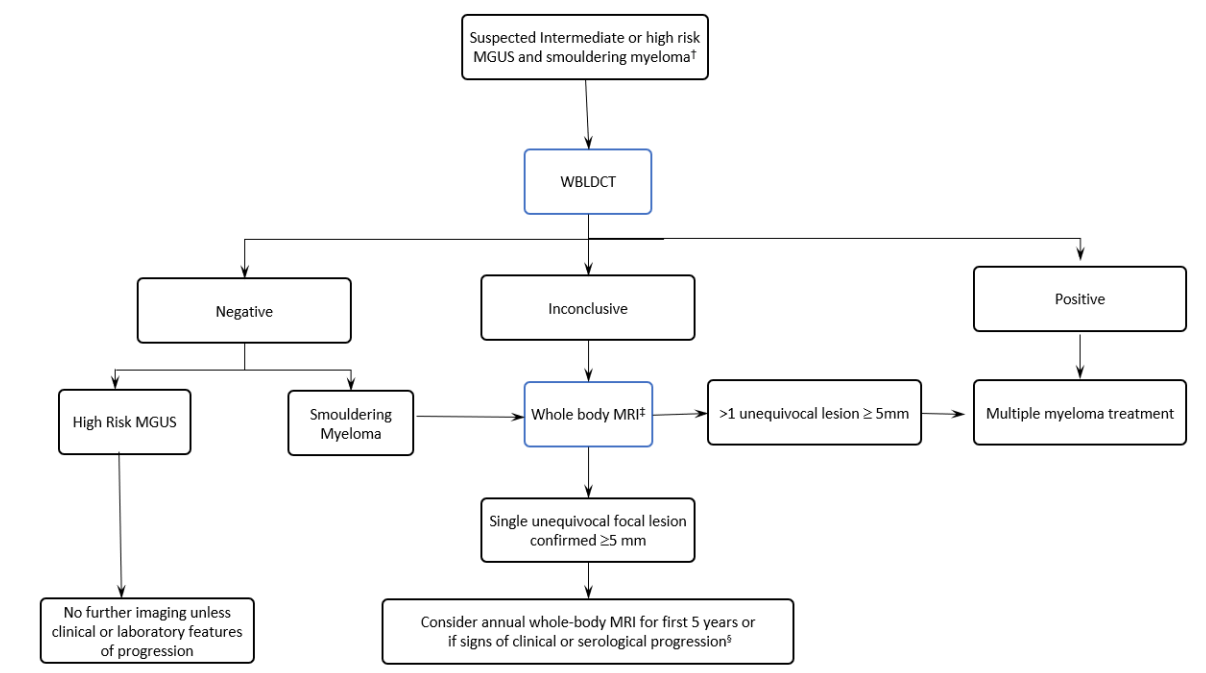 Suspected Intermediate or high risk
MGUS and smouldering myeloma†
WBLDCT
Negative
Inconclusive
Positive
High Risk MGUS
Smouldering
Myeloma
Whole body MRI‡
>1 unequivocal lesion ≥ 5mm
Multiple myeloma treatment
Single unequivocal focal lesion
confirmed ≥5 mm
No further imaging unless
clinical or laboratory features
of progression
Consider annual whole-body MRI for first 5 years or
if signs of clinical or serological progression§